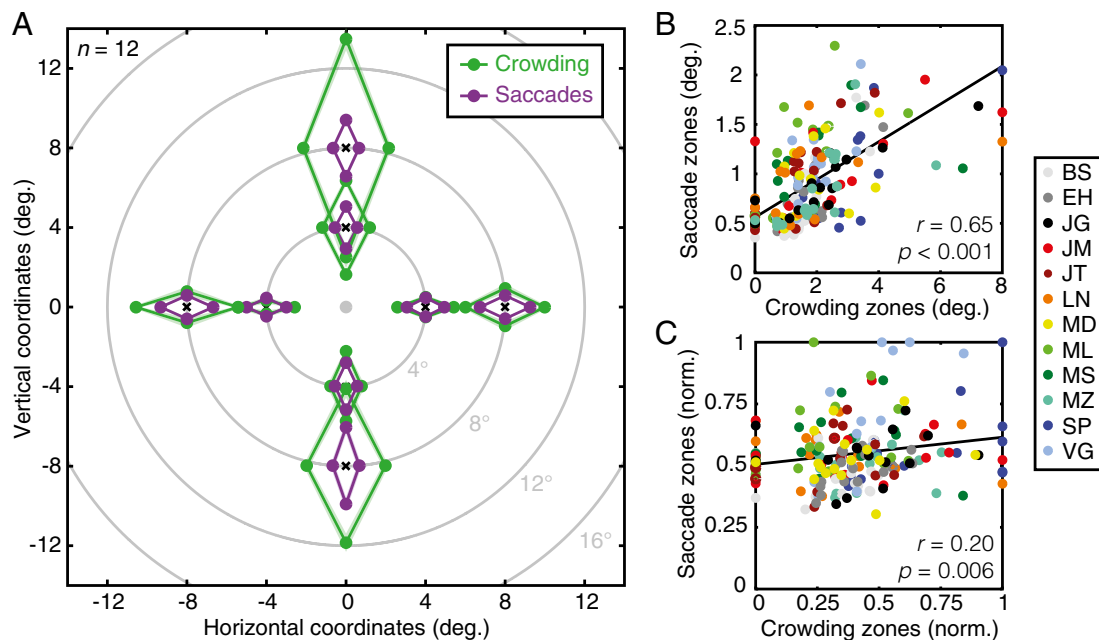 A
n = 12
Crowding
Saccades
Vertical coordinates (deg.)
12
8
4
0
-4
-8
-12
4°
8°
12°
16°
-12
-8
-4
0
4
8
12
Horizontal coordinates (deg.)
B
Saccade zones (deg.)
2.5
2
1.5
1
0.5
0
r = 0.65
p < 0.001
0
2
4
6
8
Crowding zones (deg.)
C
Saccade zones (norm.)
1
0.75
0.5
0.25
0
r = 0.20
p = 0.006
0
0.25
0.5
0.75
1
Crowding zones (norm.)
BS
EH
JG
JM
JT
LN
MD
ML
MS
MZ
SP
VG